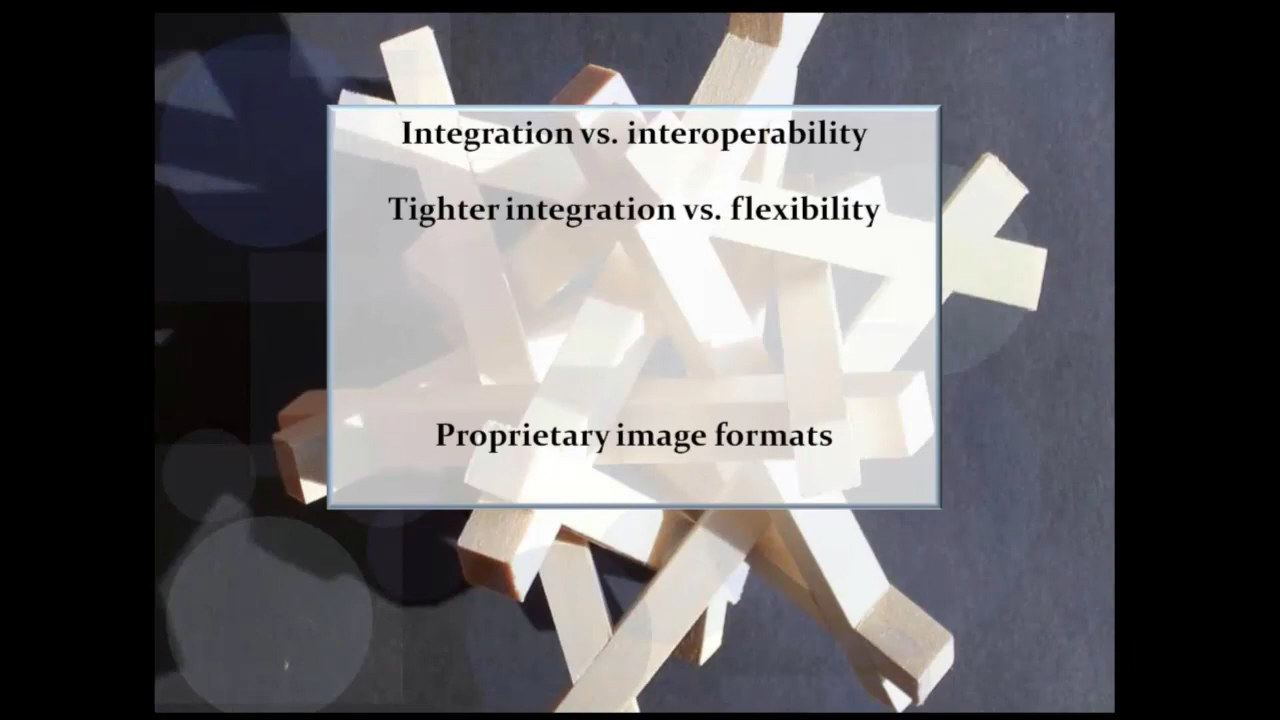 Integration vs. interoperability
Tighter integration vs. flexibility
Proprietary image formats